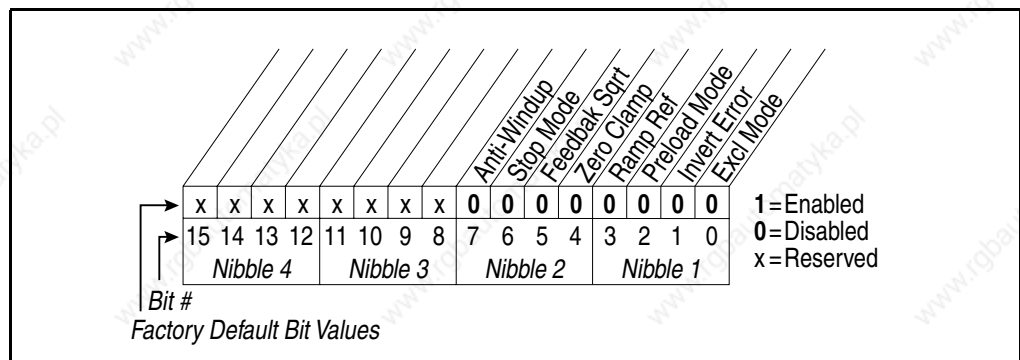 Anti-Windup
Stop Mode
Feedbak Sqrt
Zero Clamp
Ramp Ref
Preload Mode
Invert Error
Excl Mode
x x x x x x x x 0 0 0 0 0 0 0 0
15 14 13 12 11 10 9 8 7 6 5 4 3 2 1 0
Nibble 4 Nibble 3 Nibble 2 Nibble 1
1=Enabled
0=Disabled
x=Reserved
Bit #
Factory Default Bit Values
www.rgbautomatyka.pl